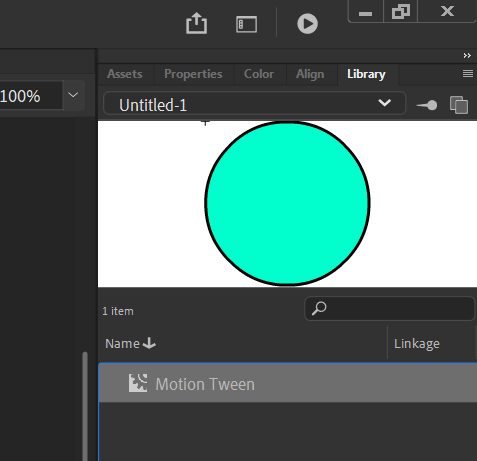 100%
Assets Properties Color Align Library
Untitled-1
1 item
Name Linkage
Motion Tween